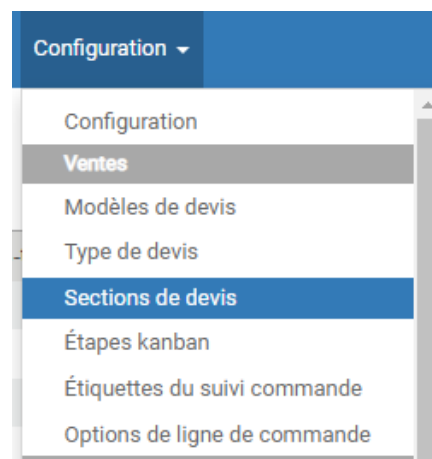 Configuration
Configuration
Ventes
Modèles de devis
Type de devis
Sections de devis
Étapes kanban
Étiquettes du suivi commande
Options de ligne de commande